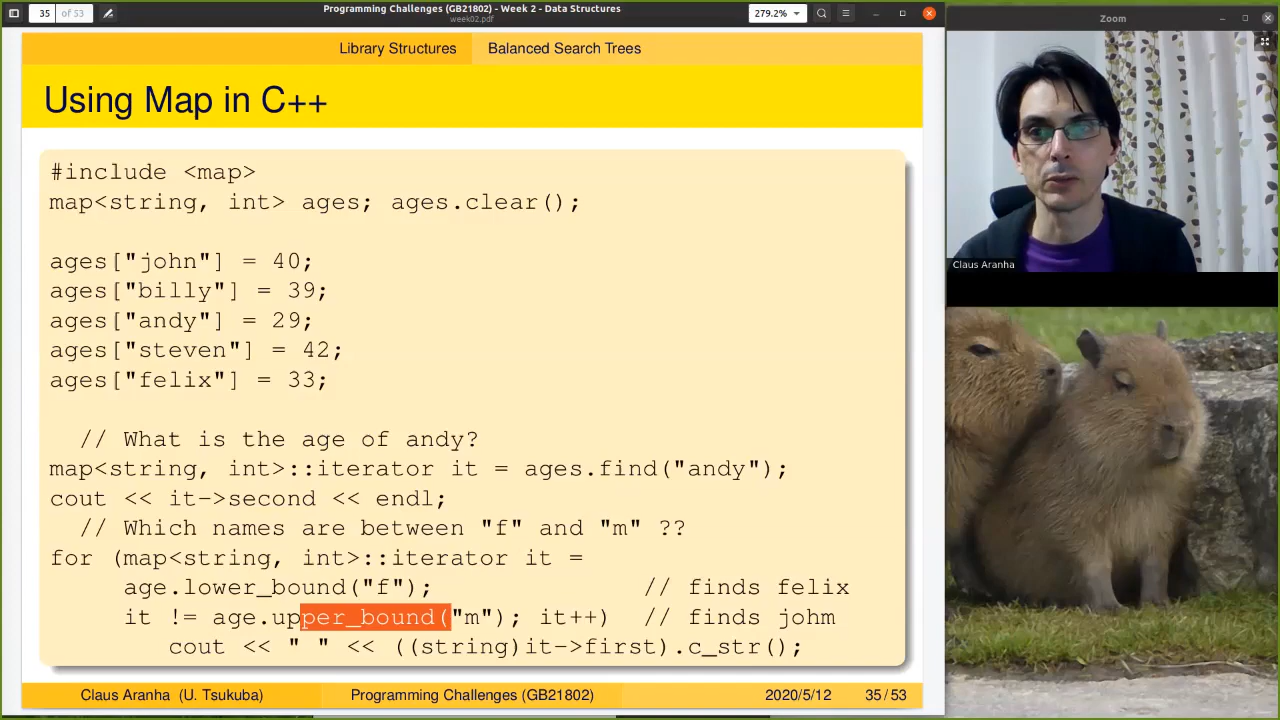 35
of 53
Programming Challenges (GB21802) - Week 2 - Data Structures
week02.pdf
279.2%
Zoom
Library Structures
Balanced Search Trees
Using Map in C++
#include <map>
map<string, int> ages; ages.clear();
ages["john"] = 40;
ages["billy"] = 39;
ages["andy"] = 29;
ages["steven"] = 42;
ages["felix"] = 33;
// What is the age of andy?
map<string, int>::iterator it = ages.find("andy");
cout << it->second << endl;
// Which names are between "f" and "m" ??
for (map<string, int>::iterator it =
age.lower_bound("f"); // finds felix
it != age.upper_bound("m"); it++) // finds johm
cout << " " << ((string)it->first).c_str();
Claus Aranha (U. Tsukuba)
Programming Challenges (GB21802)
2020/5/12
35 / 53
Claus Aranha